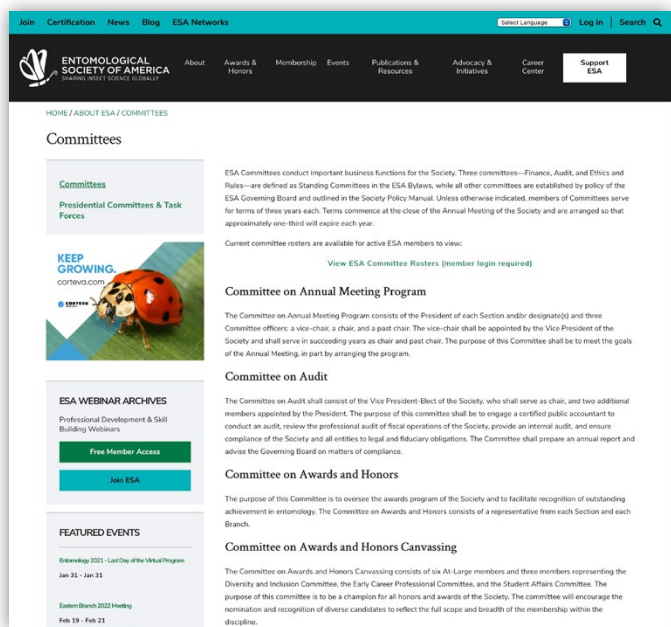 Join Certification News Blog ESA Networks
Select Language Log in Search
ENTOMOLOGICAL
SOCIETY OF AMERICA
SHARING INSECT SCIENCE GLOBALLY
About
Awards &
Honors
Membership
Events
Publications &
Resources
Advocacy &
Initiatives
Career
Center
Support
ESA
HOME / ABOUT ESA / COMMITTEES
Committees
Committees
Presidential Committees & Task
Forces
KEEP
GROWING.
corteva.com
CORTEVA
ESA WEBINAR ARCHIVES
Professional Development & Skill
Building Webinars
Free Member Access
Join ESA
FEATURED EVENTS
Entomology 2021 - Last Day of the Virtual Program
Jan 31 - Jan 31
Eastern Branch 2022 Meeting
Feb 19 - Feb 21
ESA Committees conduct important business functions for the Society. Three committees—Finance, Audit, and Ethics and
Rules—are defined as Standing Committees in the ESA Bylaws, while all other committees are established by policy of the
ESA Governing Board and outlined in the Society Policy Manual. Unless otherwise indicated, members of Committees serve
for terms of three years each. Terms commence at the close of the Annual Meeting of the Society and are arranged so that
approximately one-third will expire each year.
Current committee rosters are available for active ESA members to view:
View ESA Committee Rosters (member login required)
Committee on Annual Meeting Program
The Committee on Annual Meeting Program consists of the President of each Section and/or designate(s) and three
Committee officers: a vice-chair, a chair, and a past chair. The vice-chair shall be appointed by the Vice President of the
Society and shall serve in succeeding years as chair and past chair. The purpose of this Committee shall be to meet the goals
of the Annual Meeting, in part by arranging the program.
Committee on Audit
The Committee on Audit shall consist of the Vice President-Elect of the Society, who shall serve as chair, and two additional
members appointed by the President. The purpose of this committee shall be to engage a certified public accountant to
conduct an audit, review the professional audit of fiscal operations of the Society, provide an internal audit, and ensure
compliance of the Society and all entities to legal and fiduciary obligations. The Committee shall prepare an annual report and
advise the Governing Board on matters of compliance.
Committee on Awards and Honors
The purpose of this Committee is to oversee the awards program of the Society and to facilitate recognition of outstanding
achievement in entomology. The Committee on Awards and Honors consists of a representative from each Section and each
Branch.
Committee on Awards and Honors Canvassing
The Committee on Awards and Honors Canvassing consists of six At-Large members and three members representing the
Diversity and Inclusion Committee, the Early Career Professional Committee, and the Student Affairs Committee. The
purpose of this committee is to be a champion for all honors and awards of the Society. The committee will encourage the
nomination and recognition of diverse candidates to reflect the full scope and breadth of the membership within the
discipline.